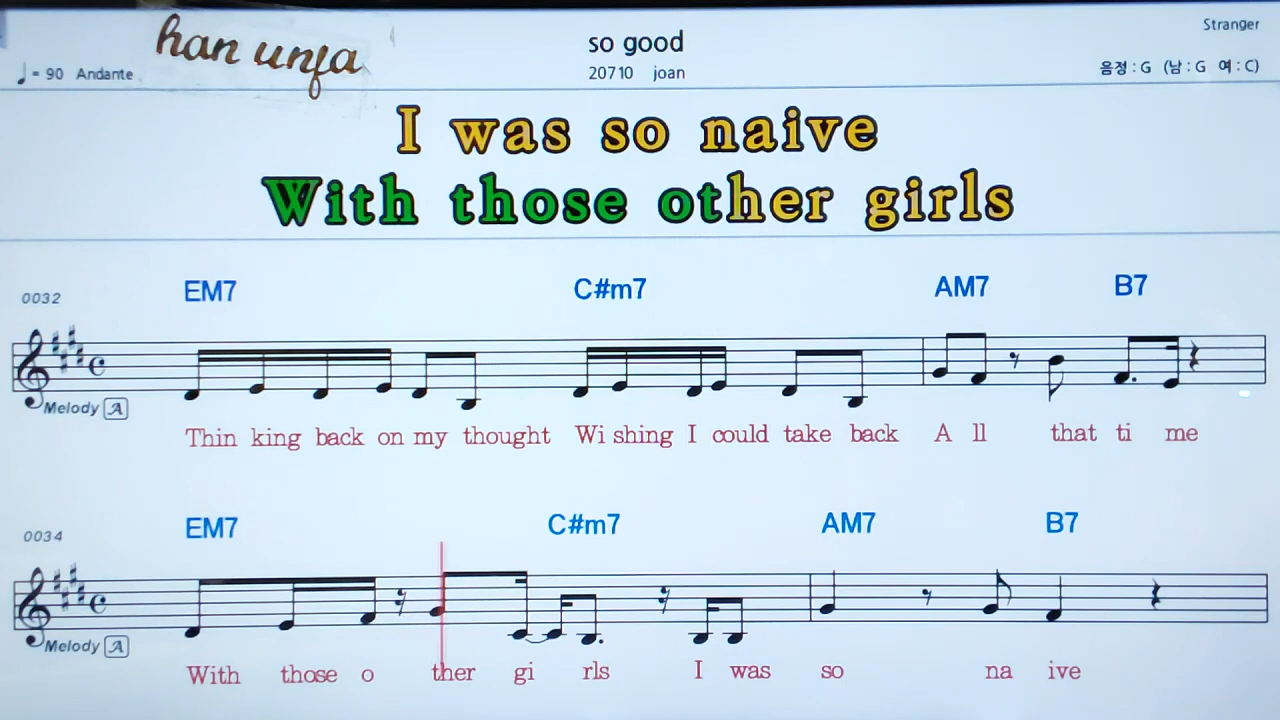 han unfa
so good
Stranger
♩= 90 Andante
20710 joan
음정 : G (남 : G 여 : C)
I was so naive
With those other girls
EM7 C#m7 AM7 B7
0032
Melody A
Thin king back on my thought Wi shing I could take back A ll that ti me
EM7 C#m7 AM7 B7
0034
Melody A
With those o ther gi rls I was so na ive